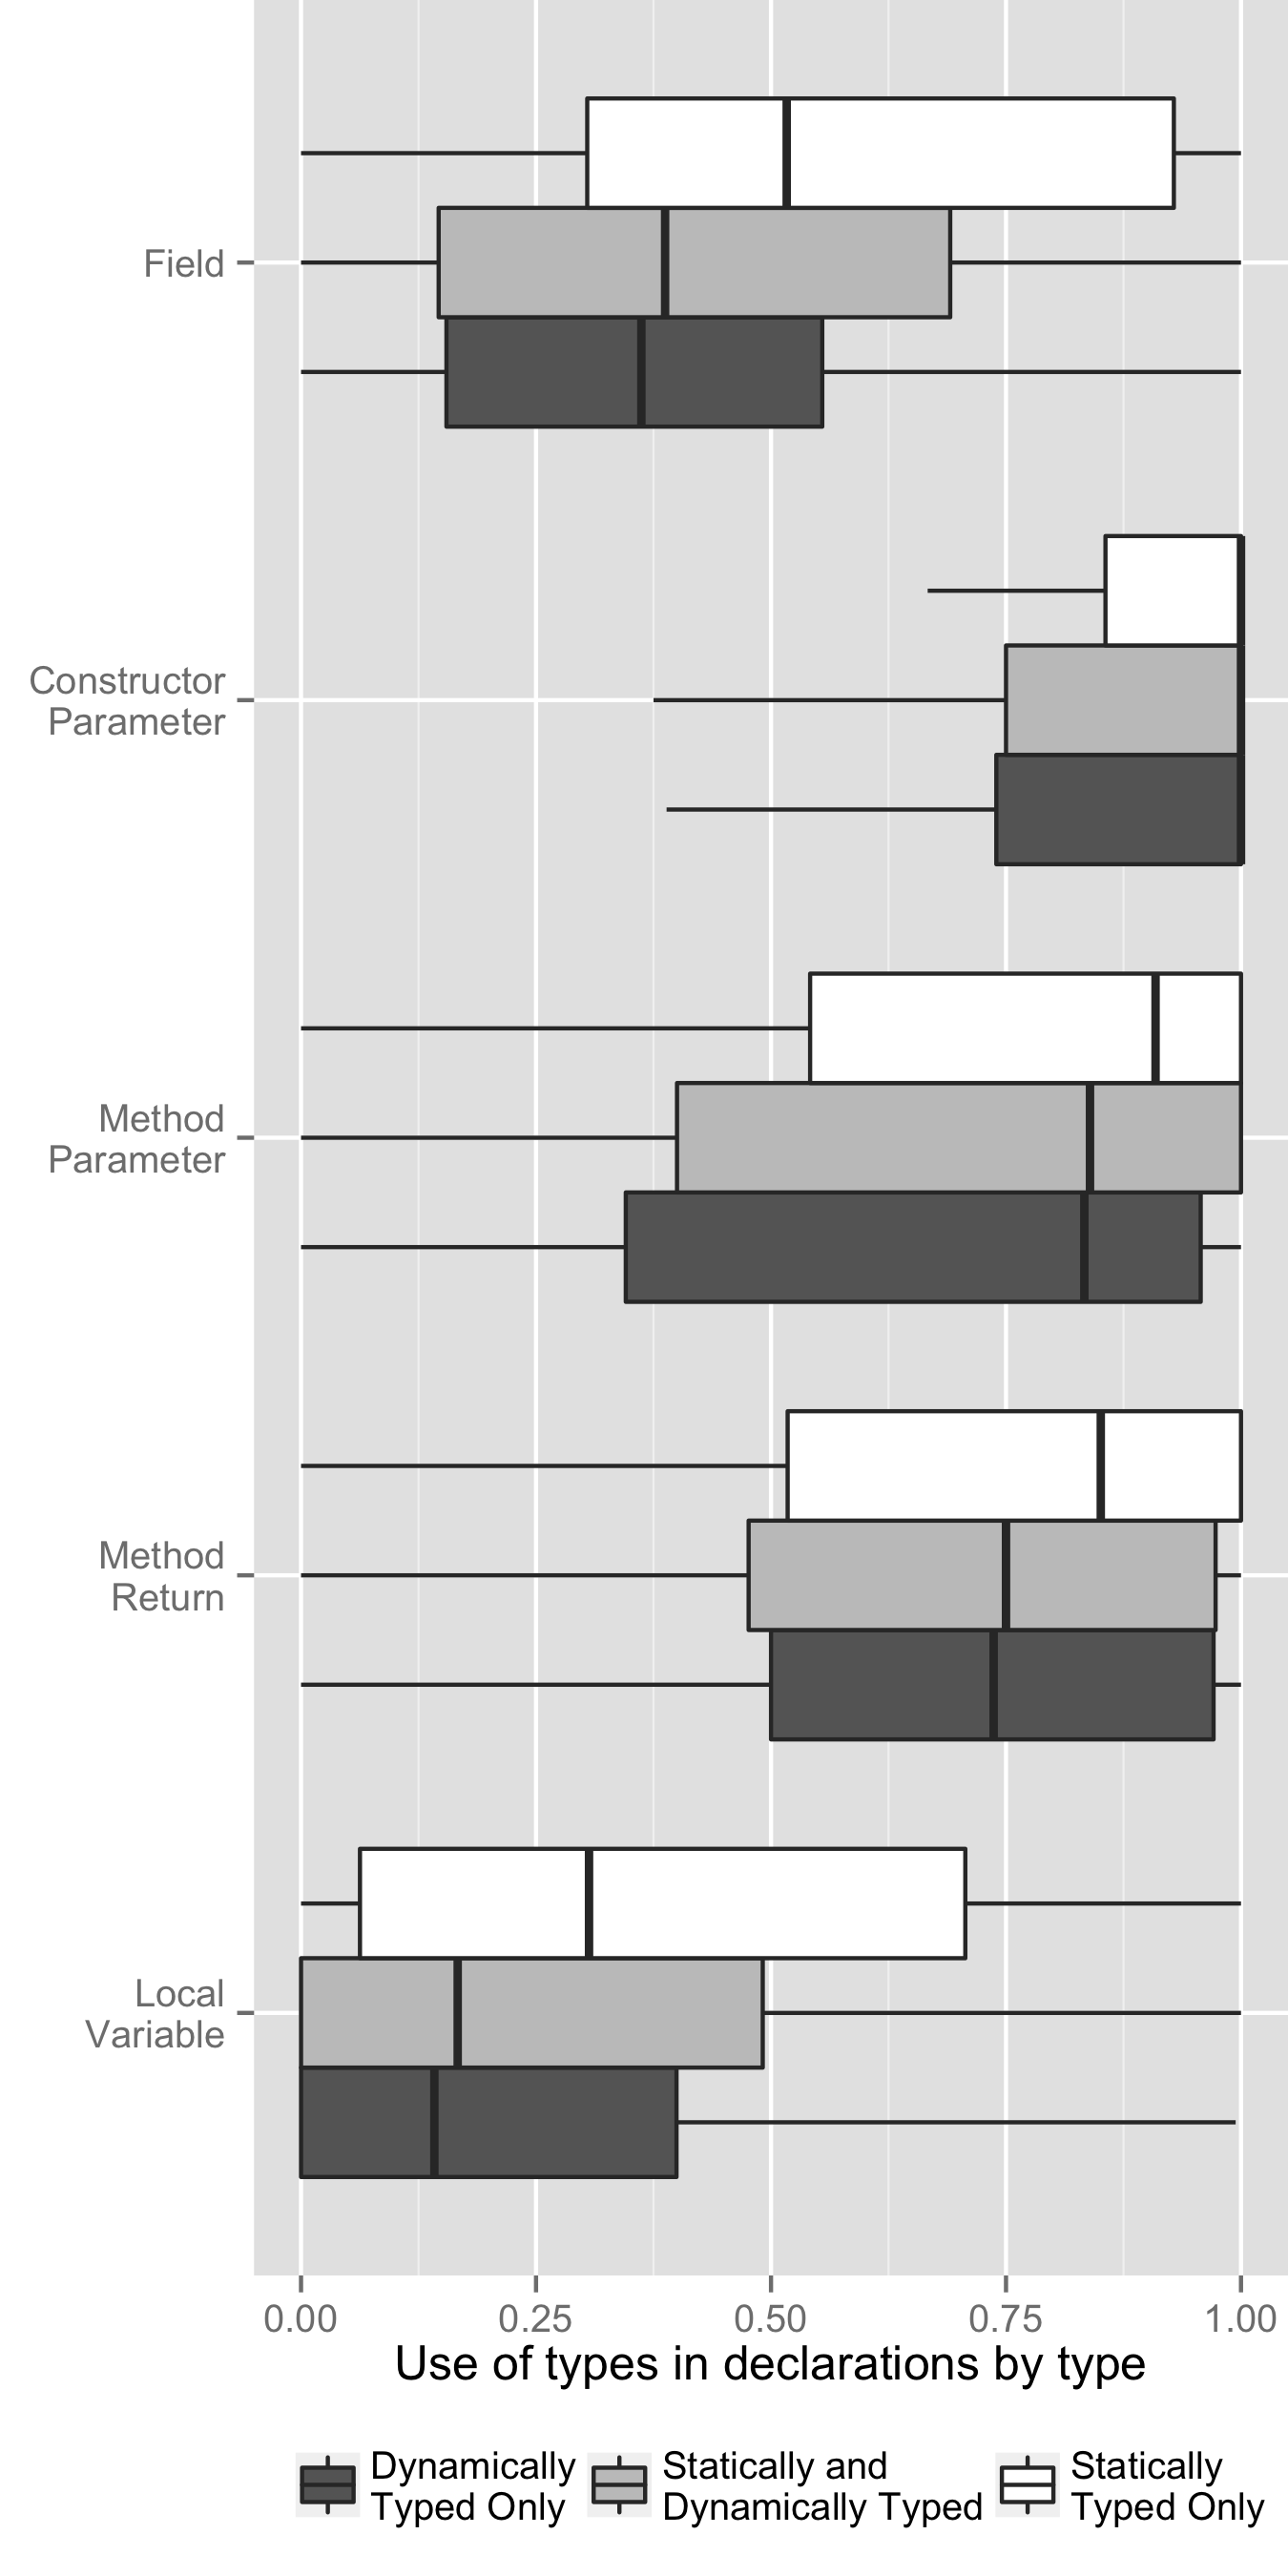 Field
Constructor
Parameter
Method
Parameter
Method
Return
Local
Variable
0.00 0.25 0.50 0.75 1.00
Use of types in declarations by type
Dynamically
Typed Only
Statically and
Dynamically Typed
Statically
Typed Only